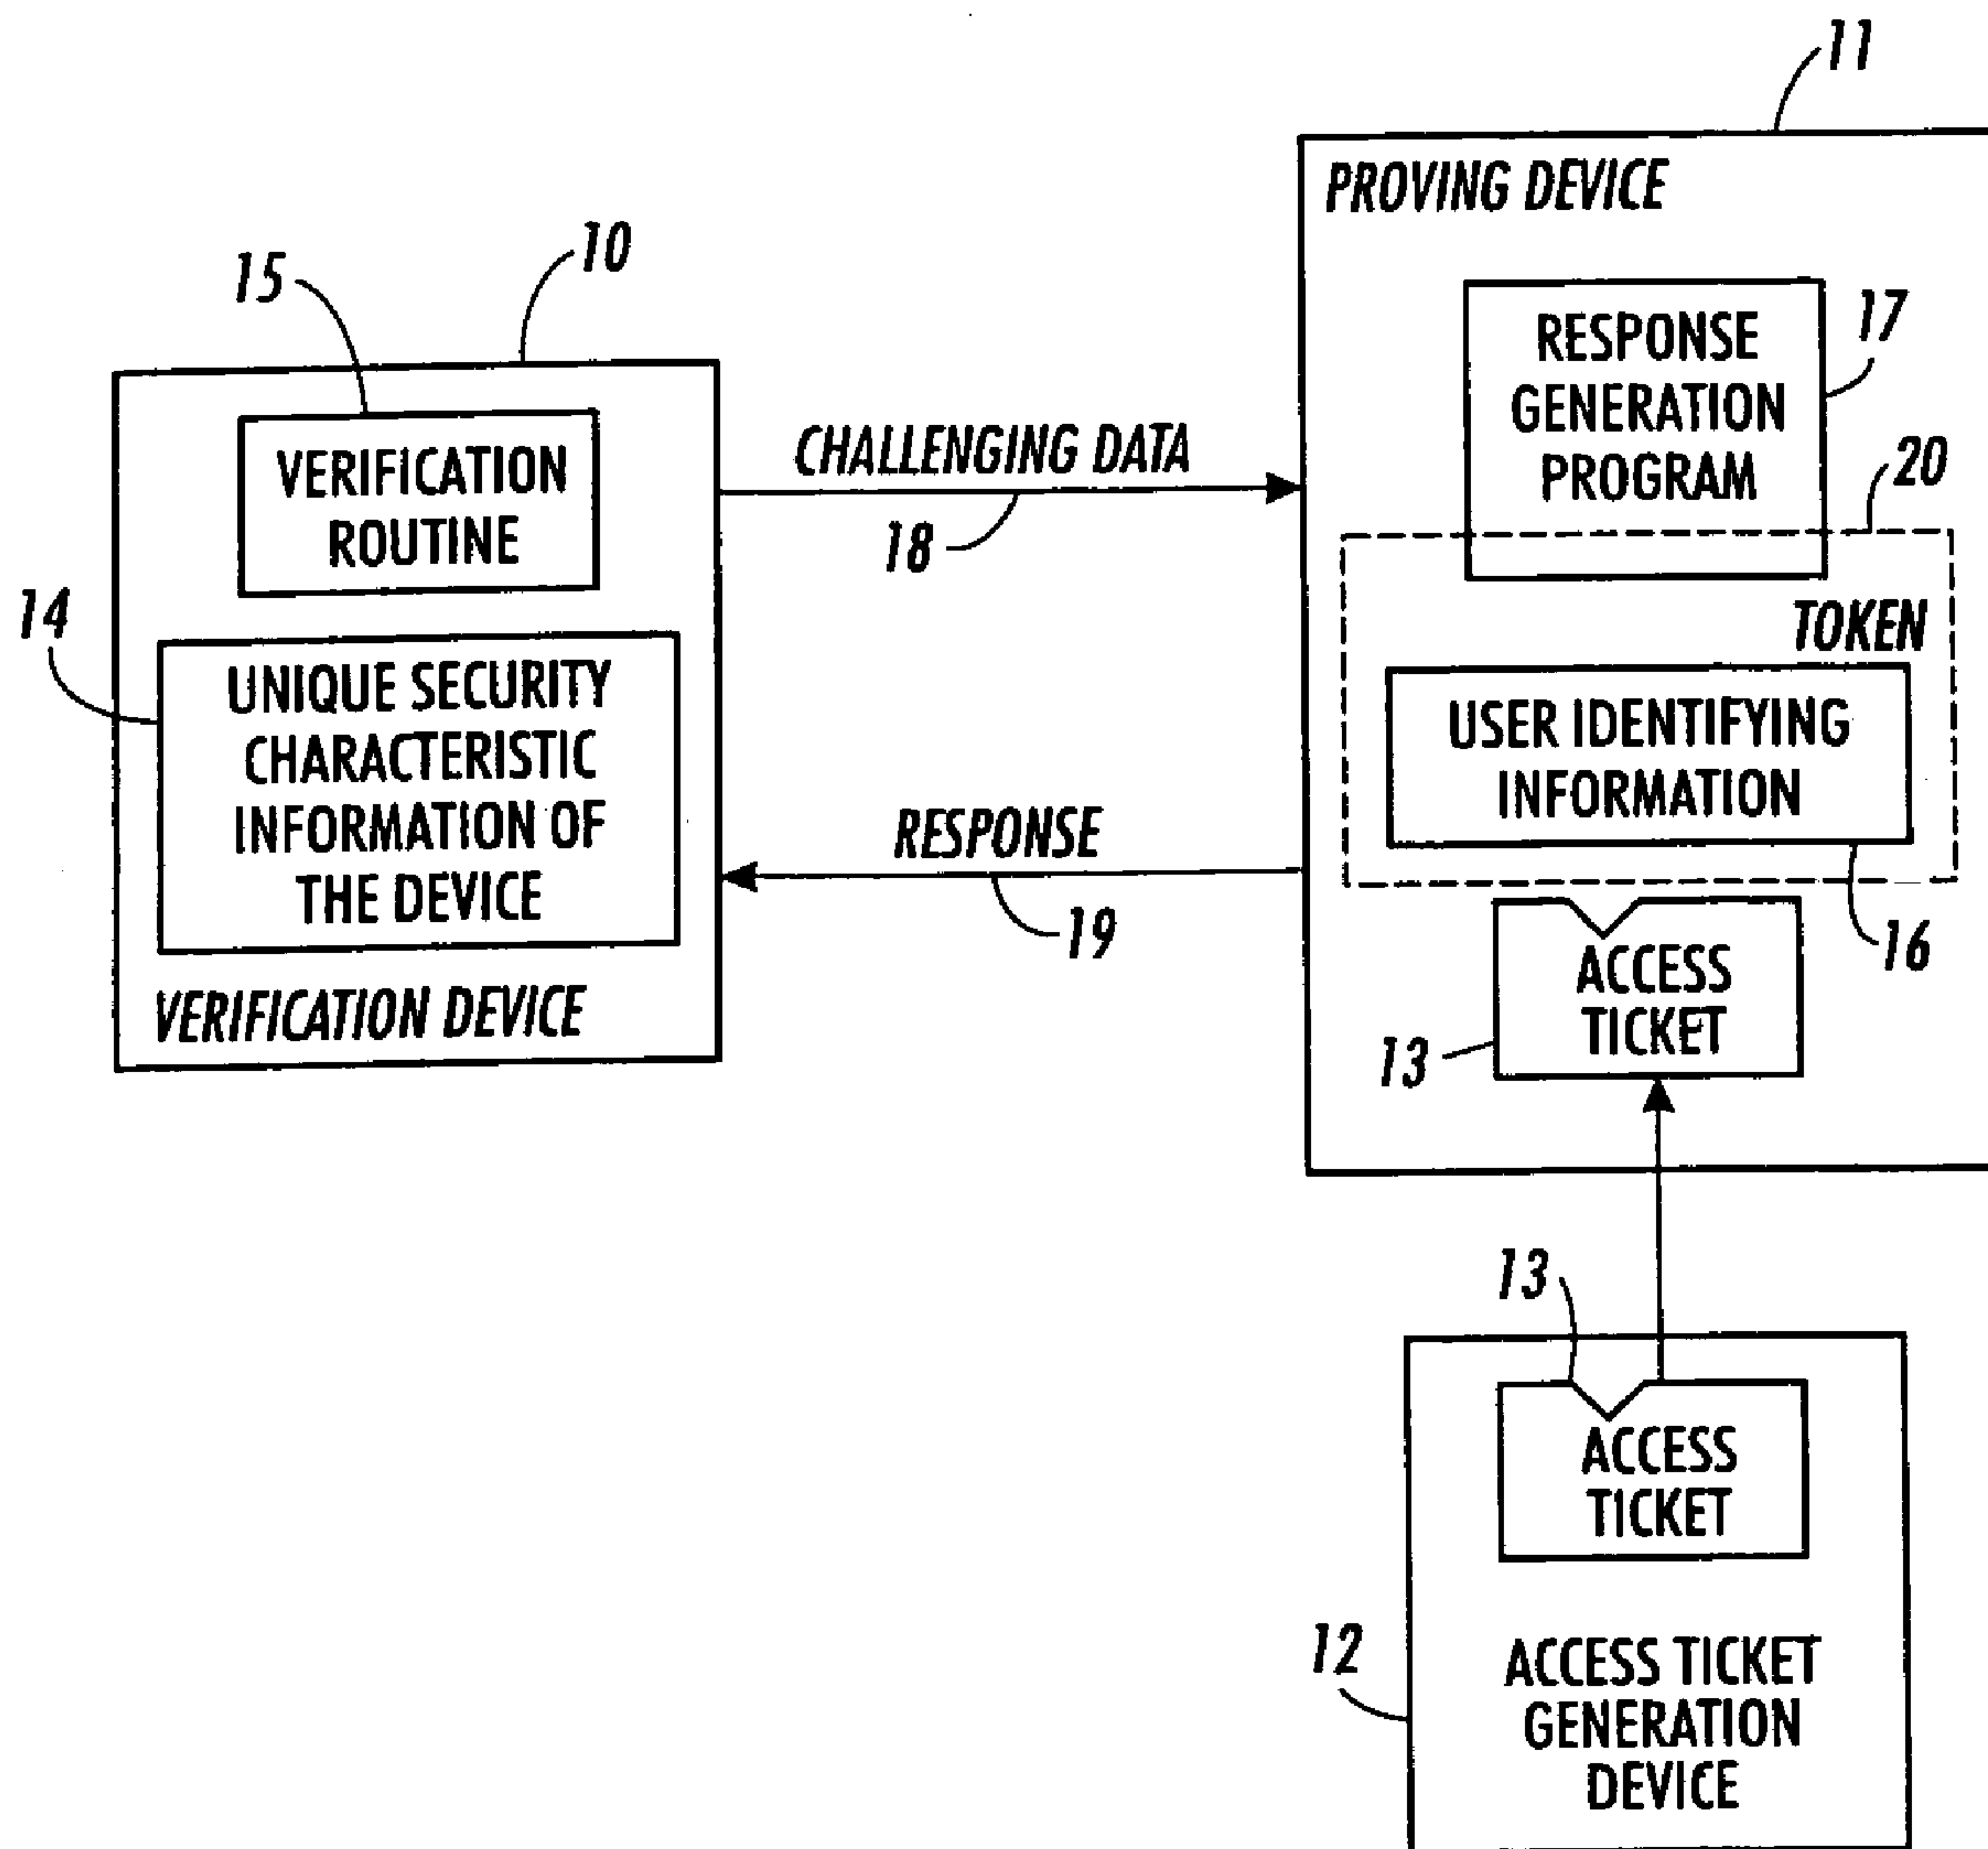 11
PROVING DEVICE
10
15
RESPONSE
GENERATION
PROGRAM
17
VERIFICATION
ROUTINE
CHALLENGING DATA
18
20
14
TOKEN
UNIQUE SECURITY
CHARACTERISTIC
INFORMATION OF
THE DEVICE
USER IDENTIFYING
INFORMATION
RESPONSE
19
16
VERIFICATION DEVICE
ACCESS
TICKET
13
13
ACCESS
TICKET
12
ACCESS TICKET
GENERATION
DEVICE